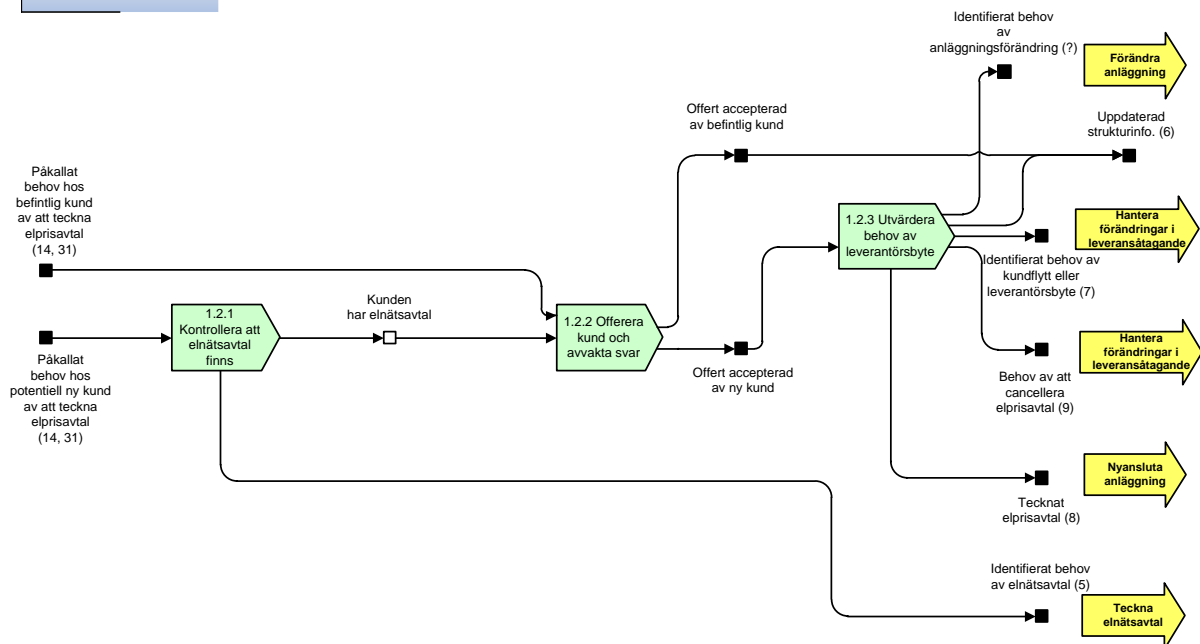 Identifierat behov
av
anläggningsförändring (?)
Förändra
anläggning
Offert accepterad
av befintlig kund
Uppdaterad
strukturinfo. (6)
Påkallat
behov hos
befintlig kund
av att teckna
elprisavtal
(14, 31)
1.2.3 Utvärdera
behov av
leverantörsbyte
Hantera
förändringar i
leveransåtagande
Identifierat behov av
kundflytt eller
leverantörsbyte (7)
Kunden
har elnätsavtal
1.2.1
Kontrollera att
elnätsavtal
finns
1.2.2 Offerera
kund och
avvakta svar
Hantera
förändringar i
leveransåtagande
Påkallat
behov hos
potentiell ny kund
av att teckna
elprisavtal
(14, 31)
Offert accepterad
av ny kund
Behov av att
cancellera
elprisavtal (9)
Nyansluta
anläggning
Tecknat
elprisavtal (8)
Identifierat behov
av elnätsavtal (5)
Teckna
elnätsavtal